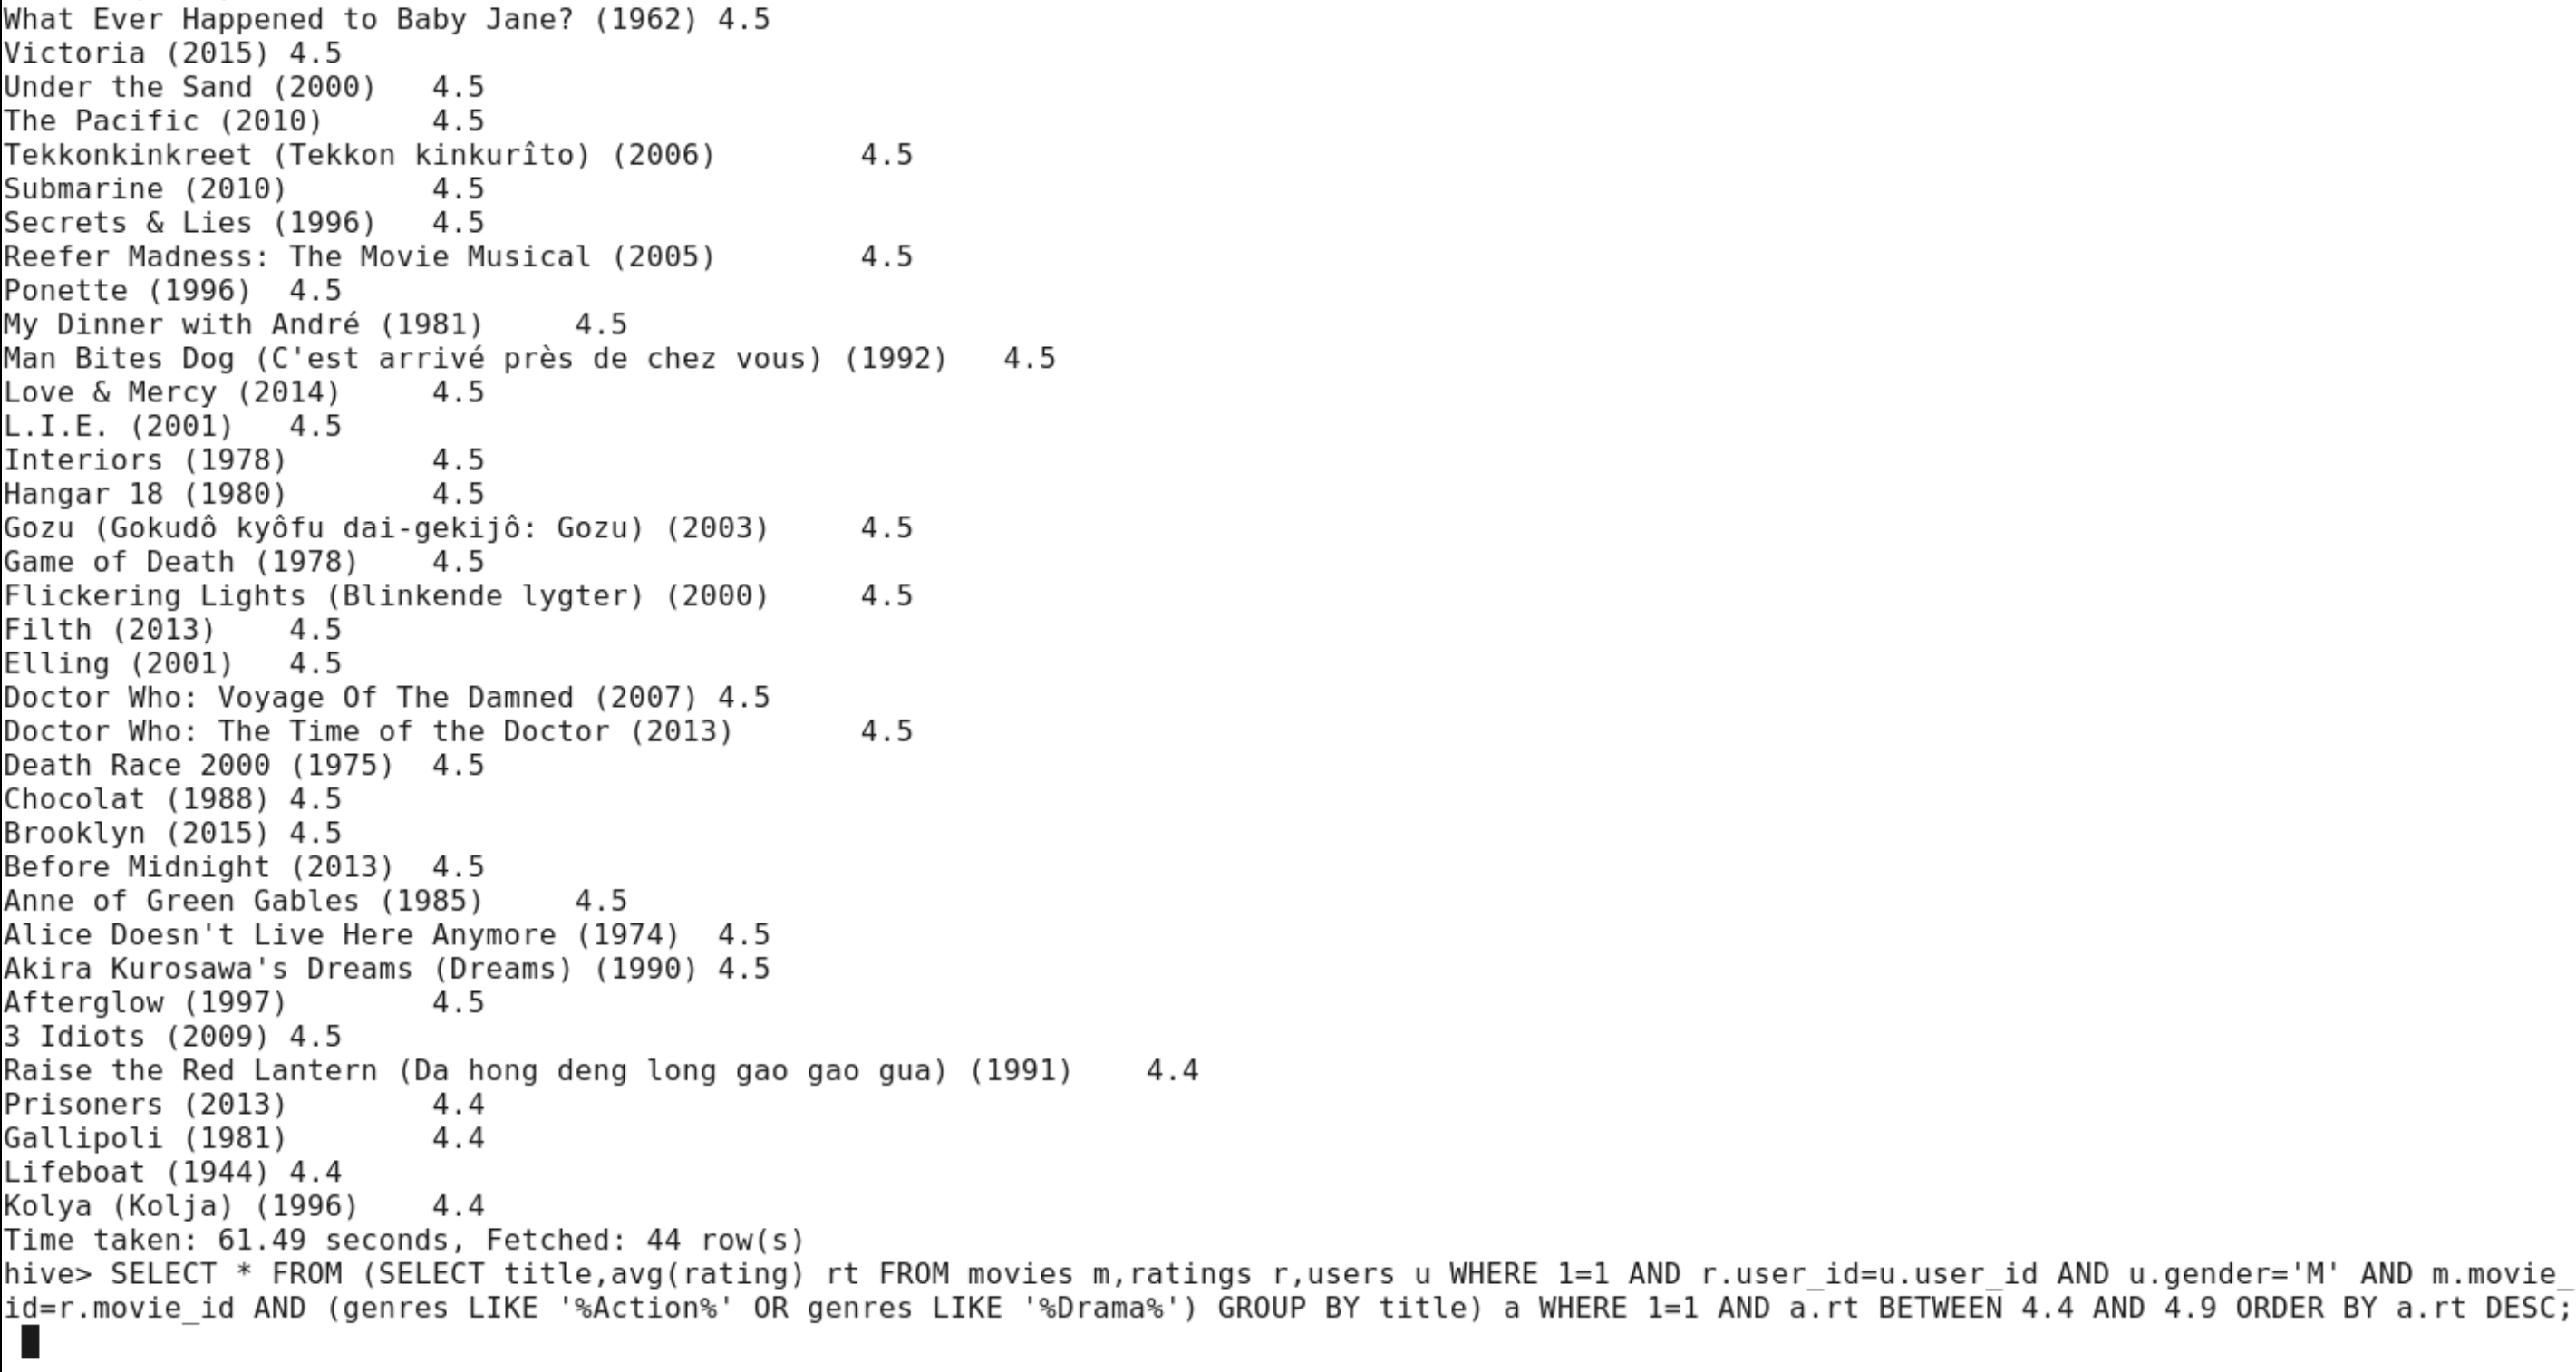 What Ever Happened to Baby Jane? (1962) 4.5
Victoria (2015) 4.5
Under the Sand (2000)   4.5
The Pacific (2010)      4.5
Tekkonkinkreet (Tekkon kinkurîto) (2006)        4.5
Submarine (2010)        4.5
Secrets & Lies (1996)   4.5
Reefer Madness: The Movie Musical (2005)        4.5
Ponette (1996)  4.5
My Dinner with André (1981)     4.5
Man Bites Dog (C'est arrivé près de chez vous) (1992)   4.5
Love & Mercy (2014)     4.5
L.I.E. (2001)   4.5
Interiors (1978)        4.5
Hangar 18 (1980)        4.5
Gozu (Gokudô kyôfu dai-gekijô: Gozu) (2003)     4.5
Game of Death (1978)    4.5
Flickering Lights (Blinkende lygter) (2000)     4.5
Filth (2013)    4.5
Elling (2001)   4.5
Doctor Who: Voyage Of The Damned (2007) 4.5
Doctor Who: The Time of the Doctor (2013)       4.5
Death Race 2000 (1975)  4.5
Chocolat (1988) 4.5
Brooklyn (2015) 4.5
Before Midnight (2013)  4.5
Anne of Green Gables (1985)     4.5
Alice Doesn't Live Here Anymore (1974)  4.5
Akira Kurosawa's Dreams (Dreams) (1990) 4.5
Afterglow (1997)        4.5
3 Idiots (2009) 4.5
Raise the Red Lantern (Da hong deng long gao gao gua) (1991)    4.4
Prisoners (2013)        4.4
Gallipoli (1981)        4.4
Lifeboat (1944) 4.4
Kolya (Kolja) (1996)    4.4
Time taken: 61.49 seconds, Fetched: 44 row(s)
hive> SELECT * FROM (SELECT title,avg(rating) rt FROM movies m,ratings r,users u WHERE 1=1 AND r.user_id=u.user_id AND u.gender='M' AND m.movie_
id=r.movie_id AND (genres LIKE '%Action%' OR genres LIKE '%Drama%') GROUP BY title) a WHERE 1=1 AND a.rt BETWEEN 4.4 AND 4.9 ORDER BY a.rt DESC;